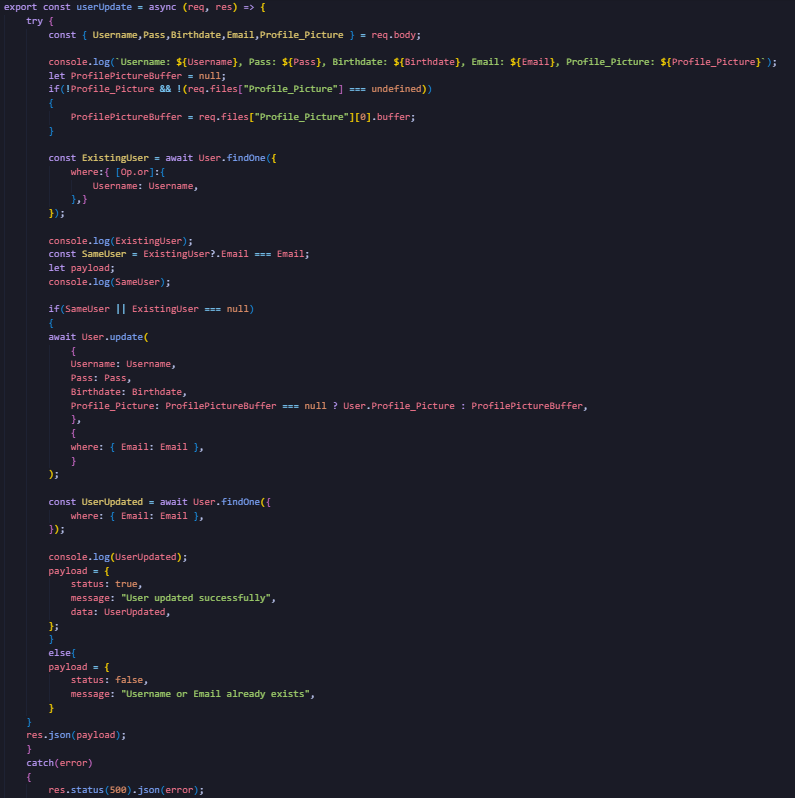 export const userUpdate = async (req, res) => {
try {
const { Username,Pass,Birthdate,Email,Profile_Picture } = req.body;
console.log(`Username: ${Username}, Pass: ${Pass}, Birthdate: ${Birthdate}, Email: ${Email}, Profile_Picture: ${Profile_Picture}`);
let ProfilePictureBuffer = null;
if(!Profile_Picture && !(req.files["Profile_Picture"] === undefined))
{
ProfilePictureBuffer = req.files["Profile_Picture"][0].buffer;
}
const ExistingUser = await User.findOne({
where:{ [Op.or]:{
Username: Username,
},}
});
console.log(ExistingUser);
const SameUser = ExistingUser?.Email === Email;
let payload;
console.log(SameUser);
if(SameUser || ExistingUser === null)
{
await User.update(
{
Username: Username,
Pass: Pass,
Birthdate: Birthdate,
Profile_Picture: ProfilePictureBuffer === null ? User.Profile_Picture : ProfilePictureBuffer,
},
{
where: { Email: Email },
}
);
const UserUpdated = await User.findOne({
where: { Email: Email },
});
console.log(UserUpdated);
payload = {
status: true,
message: "User updated successfully",
data: UserUpdated,
};
}
else{
payload = {
status: false,
message: "Username or Email already exists",
}
}
res.json(payload);
}
catch(error)
{
res.status(500).json(error);